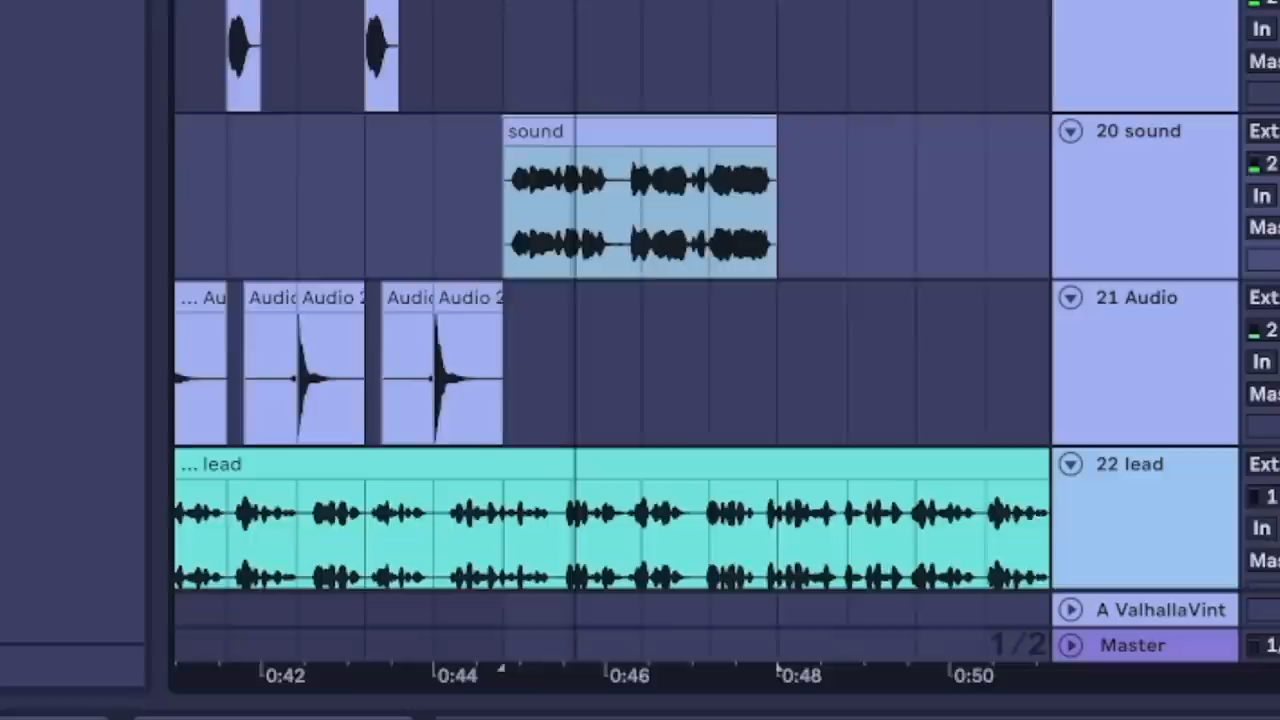 2
In
Mas
sound
20 sound
Ext
2
In
Mas
... Au
Audio
Audio 2
Audio
Audio 2
21 Audio
Ext
2
In
Mas
... lead
22 lead
Ext
1
In
Mas
A ValhallaVint
1/2
Master
1/
0:42
0:44
0:46
0:48
0:50